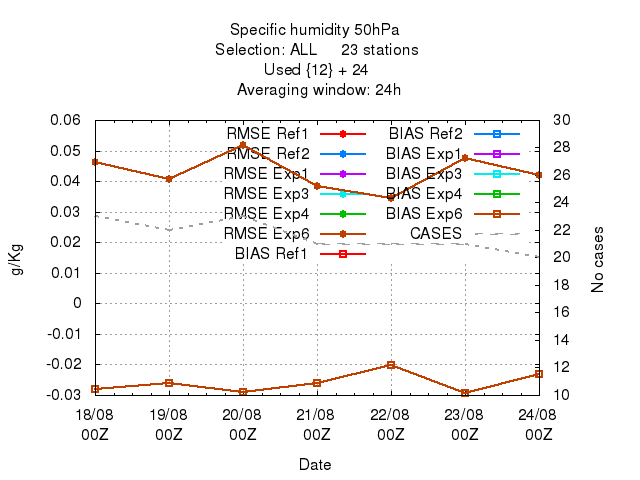 Specific humidity 50hPa
Selection: ALL 23 stations
Used {12} + 24
Averaging window: 24h
0.06
0.05
0.04
0.03
0.02
0.01
0
-0.01
-0.02
-0.03
g/Kg
RMSE Ref1
RMSE Ref2
RMSE Exp1
RMSE Exp3
RMSE Exp4
RMSE Exp6
BIAS Ref1
BIAS Ref2
BIAS Exp1
BIAS Exp3
BIAS Exp4
BIAS Exp6
CASES
30
28
26
24
22
20
18
16
14
12
10
No cases
18/08 19/08 20/08 21/08 22/08 23/08 24/08
00Z 00Z 00Z 00Z 00Z 00Z 00Z
Date